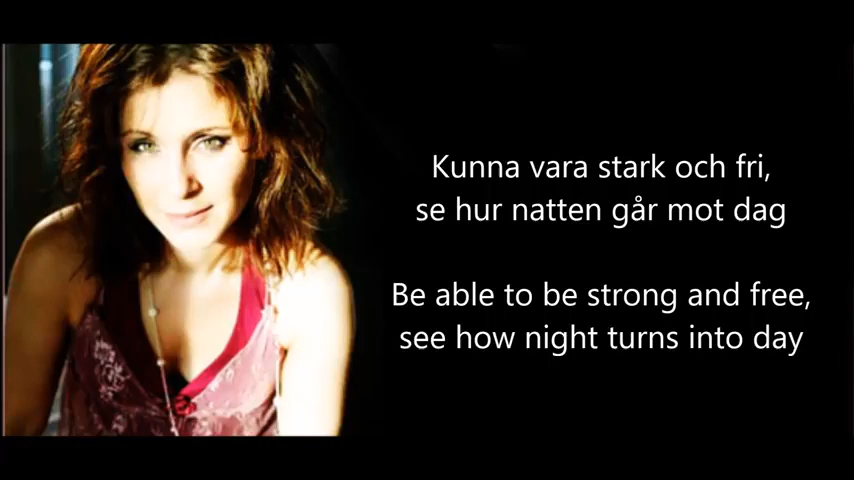 Kunna vara stark och fri,
se hur natten går mot dag
Be able to be strong and free,
see how night turns into day